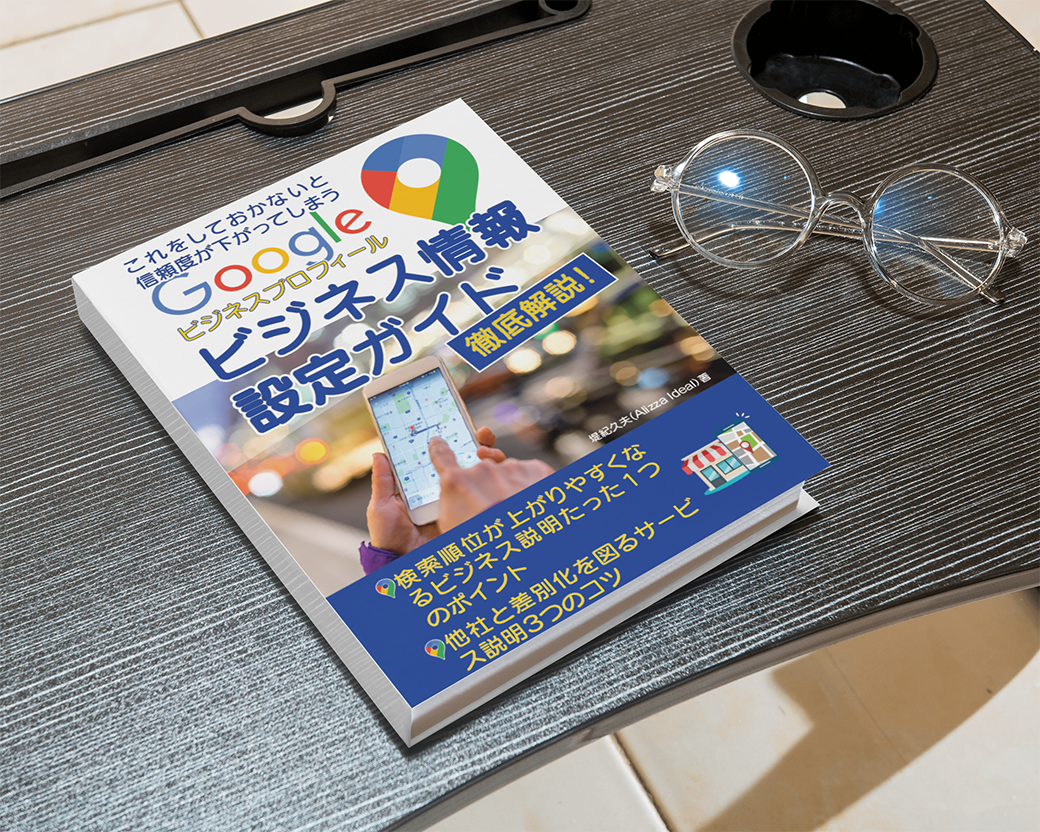 これをしておかないと
信頼度が下がってしまう
Google
ビジネスプロフィール
ビジネス情報
設定ガイド
徹底解説!
堤紀久夫(Alizza Ideal)著
検索順位が上がりやすくな
るビジネス説明たった1つ
のポイント
他社と差別化を図るサービ
ス説明3つのコツ